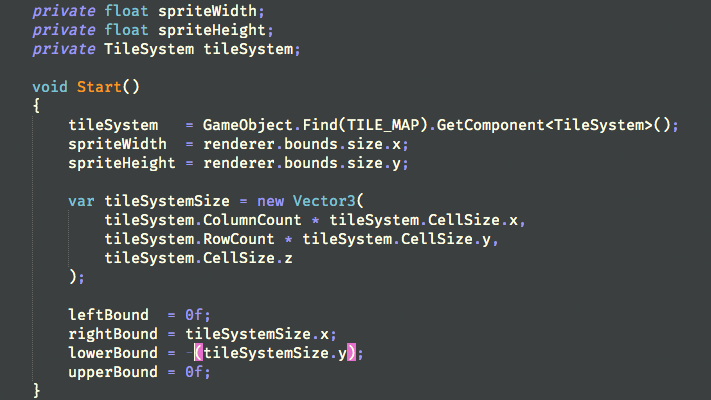 private float spriteWidth;
private float spriteHeight;
private TileSystem tileSystem;
void Start()
{
tileSystem   = GameObject.Find(TILE_MAP).GetComponent<TileSystem>();
spriteWidth  = renderer.bounds.size.x;
spriteHeight = renderer.bounds.size.y;
var tileSystemSize = new Vector3(
tileSystem.ColumnCount * tileSystem.CellSize.x,
tileSystem.RowCount * tileSystem.CellSize.y,
tileSystem.CellSize.z
);
leftBound  = 0f;
rightBound = tileSystemSize.x;
lowerBound = -(tileSystemSize.y);
upperBound = 0f;
}